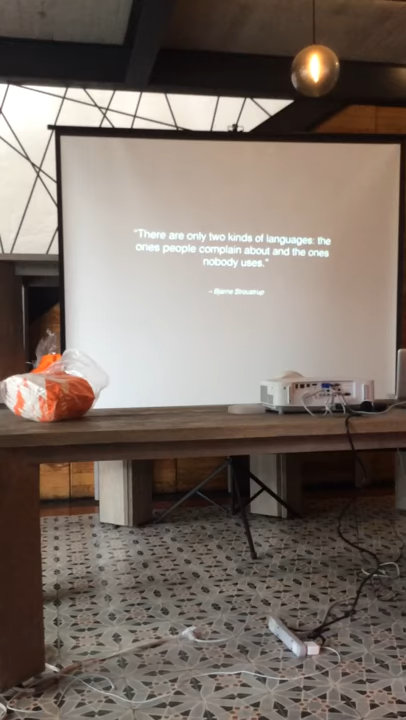 "There are only two kinds of languages: the
ones people complain about and the ones
nobody uses."
– Bjarne Stroustrup